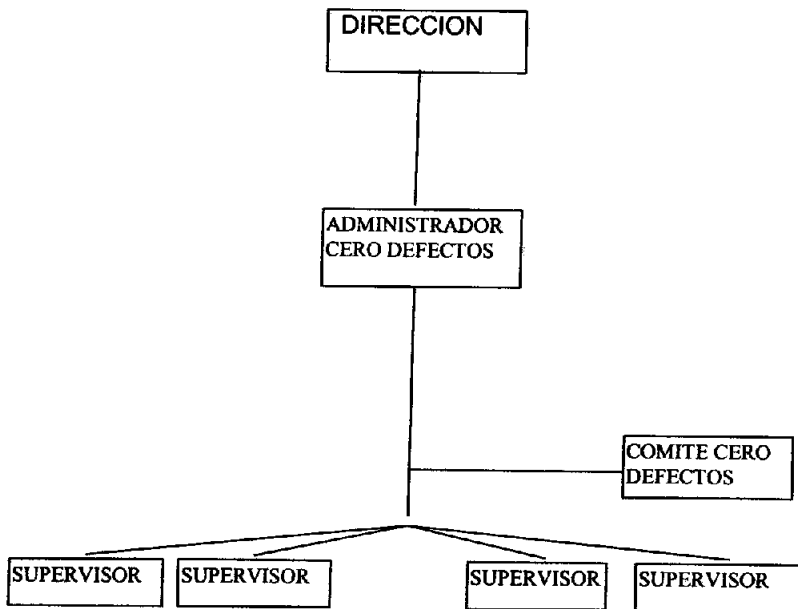 DIRECCION
ADMINISTRADOR
CERO DEFECTOS
COMITE CERO
DEFECTOS
SUPERVISOR
SUPERVISOR
SUPERVISOR
SUPERVISOR